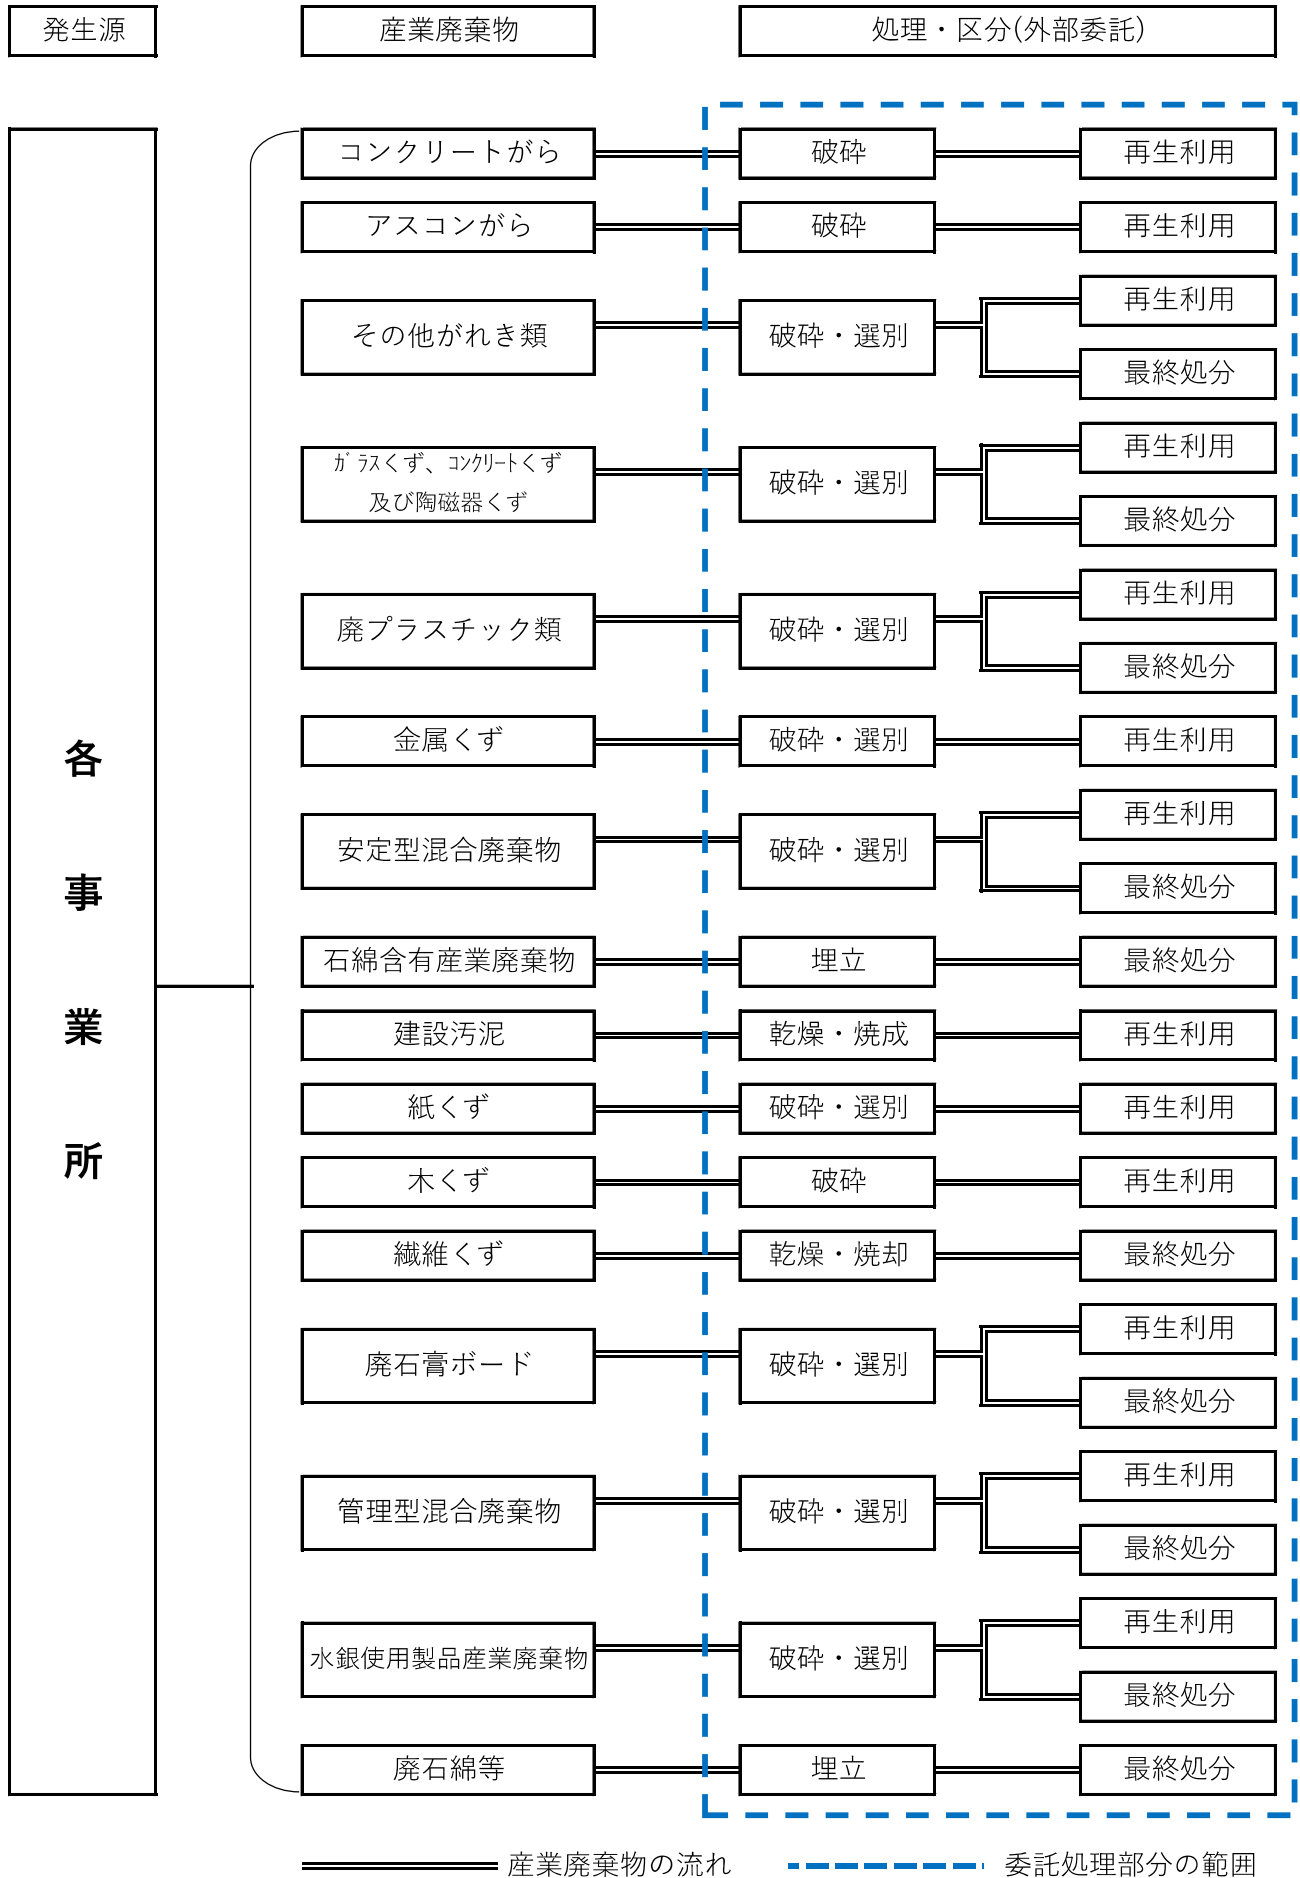 発生源
産業廃棄物
処理・区分(外部委託)
各
事
業
所
コンクリートがら
破砕
再生利用
アスコンがら
破砕
再生利用
その他がれき類
破砕・選別
再生利用
最終処分
ｶﾞﾗｽくず、ｺﾝｸﾘｰﾄくず
及び陶磁器くず
破砕・選別
再生利用
最終処分
廃プラスチック類
破砕・選別
再生利用
最終処分
金属くず
破砕・選別
再生利用
安定型混合廃棄物
破砕・選別
再生利用
最終処分
石綿含有産業廃棄物
埋立
最終処分
建設汚泥
乾燥・焼成
再生利用
紙くず
破砕・選別
再生利用
木くず
破砕
再生利用
繊維くず
乾燥・焼却
最終処分
廃石膏ボード
破砕・選別
再生利用
最終処分
管理型混合廃棄物
破砕・選別
再生利用
最終処分
水銀使用製品産業廃棄物
破砕・選別
再生利用
最終処分
廃石綿等
埋立
最終処分
産業廃棄物の流れ
委託処理部分の範囲